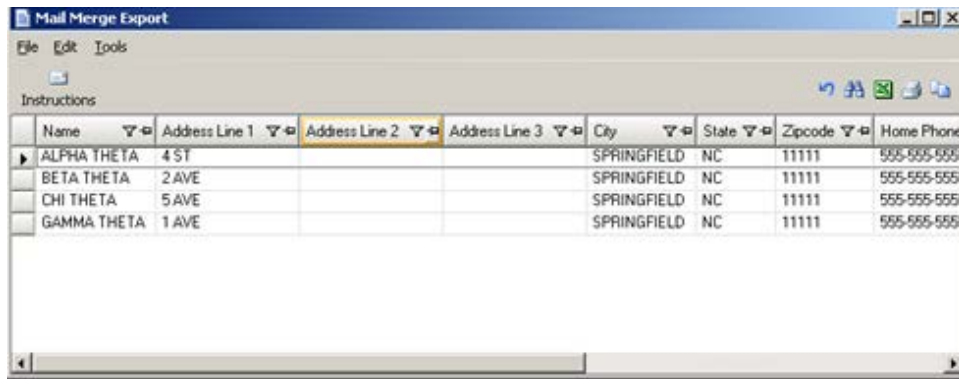 Mail Merge Export
File Edit Tools
Instructions
Name Address Line 1 Address Line 2 Address Line 3 City State Zipcode Home Phone
ALPHA THETA 4 ST SPRINGFIELD NC 11111 555-555-555
BETA THETA 2 AVE SPRINGFIELD NC 11111 555-555-555
CHI THETA 5 AVE SPRINGFIELD NC 11111 555-555-555
GAMMA THETA 1 AVE SPRINGFIELD NC 11111 555-555-555